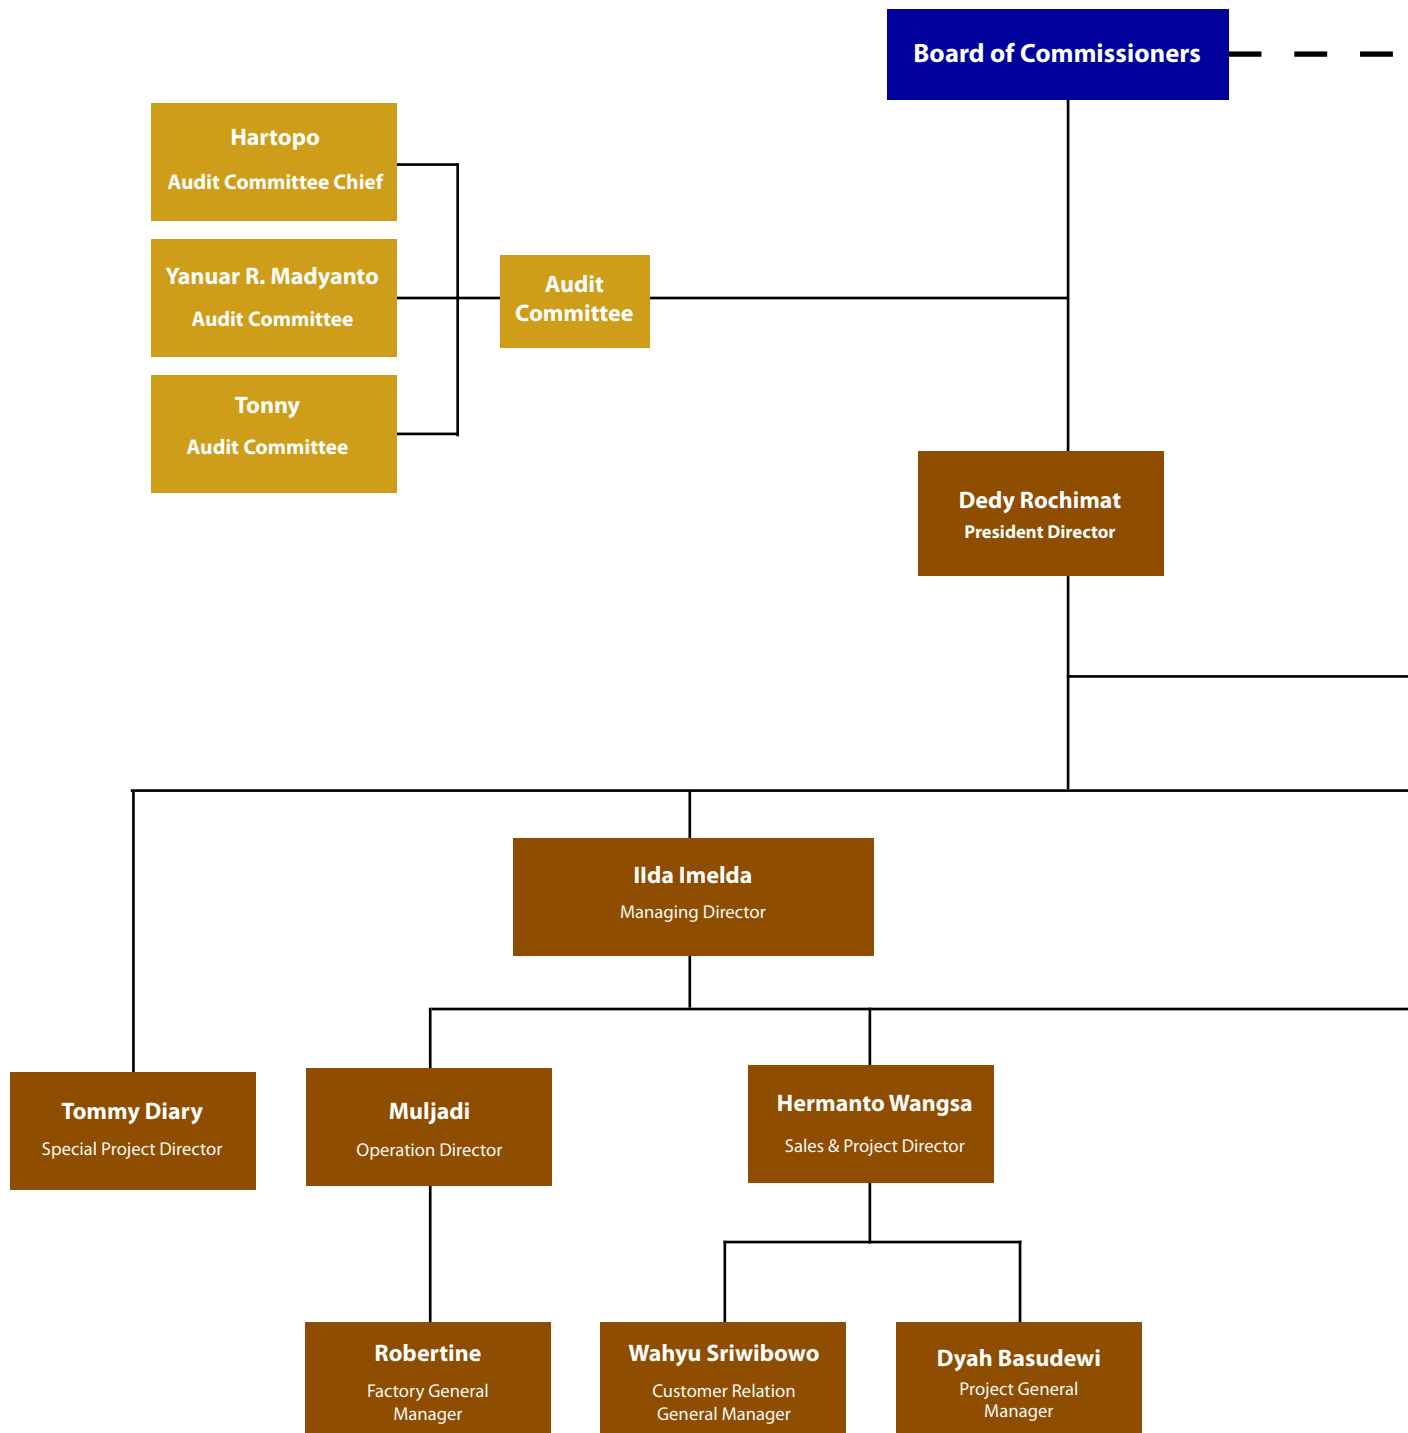 Board of Commissioners
Hartopo
Audit Committee Chief
Yanuar R. Madyanto
Audit Committee
Audit
Committee
Tonny
Audit Committee
Dedy Rochimat
President Director
IIda Imelda
Managing Director
Tommy Diary
Special Project Director
Muljadi
Operation Director
Hermanto Wangsa
Sales & Project Director
Robertine
Factory General
Manager
Wahyu Sriwibowo
Customer Relation
General Manager
Dyah Basudewi
Project General
Manager